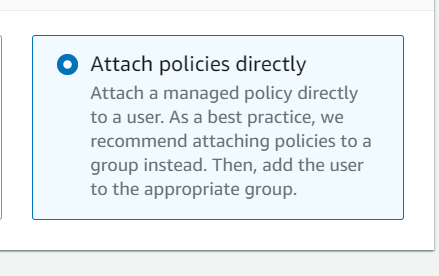 Attach policies directly
Attach a managed policy directly
to a user. As a best practice, we
recommend attaching policies to a
group instead. Then, add the user
to the appropriate group.